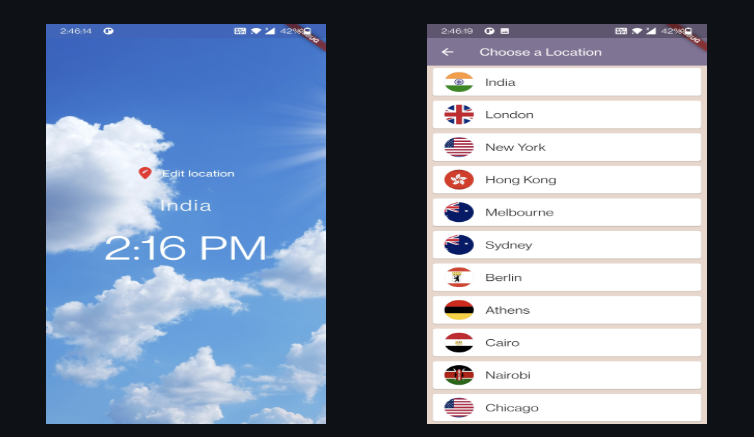 2:46:14
42%
Edit location
India
2:16 PM
2:46:19
42%
Choose a Location
India
London
New York
Hong Kong
Melbourne
Sydney
Berlin
Athens
Cairo
Nairobi
Chicago